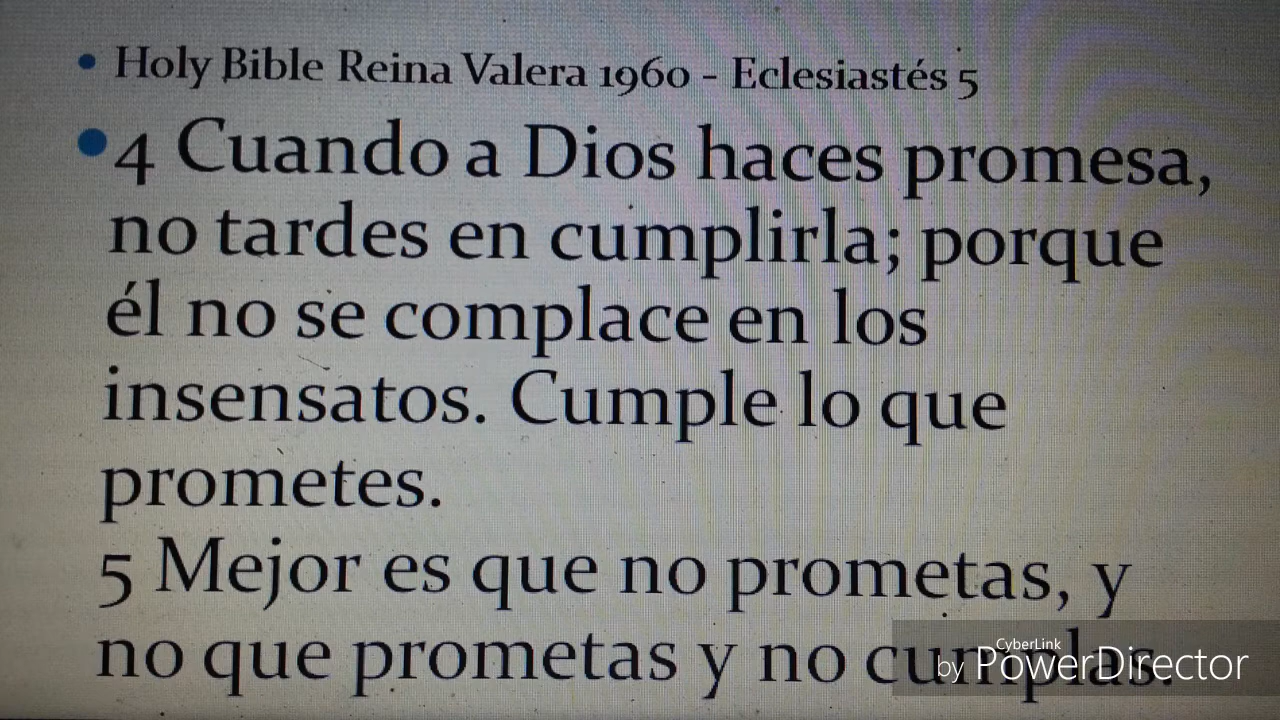 • Holy Bible Reina Valera 1960 - Eclesiastés 5
• 4 Cuando a Dios haces promesa,
no tardes en cumplirla; porque
él no se complace en los
insensatos. Cumple lo que
prometes.
5 Mejor es que no prometas, y
no que prometas y no cumplas.
CyberLink
by PowerDirector